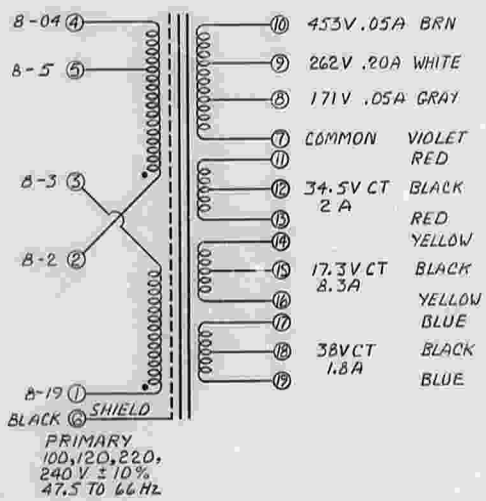 8-04 ④
8-5 ⑤
8-3 ③
8-2 ②
8-19 ①
BLACK ⑥ SHIELD
PRIMARY
100,120,220,
240 V ± 10%
47.5 TO 66 HZ
⑩ 453V .05A BRN
⑨ 262V .20A WHITE
⑧ 171V .05A GRAY
⑦ COMMON VIOLET
⑪ RED
⑫ 34.5V CT BLACK
2 A
⑬ RED
⑭ YELLOW
⑮ 17.3V CT BLACK
8.3A
⑯ YELLOW
⑰ BLUE
⑱ 38VCT BLACK
1.8A
⑲ BLUE